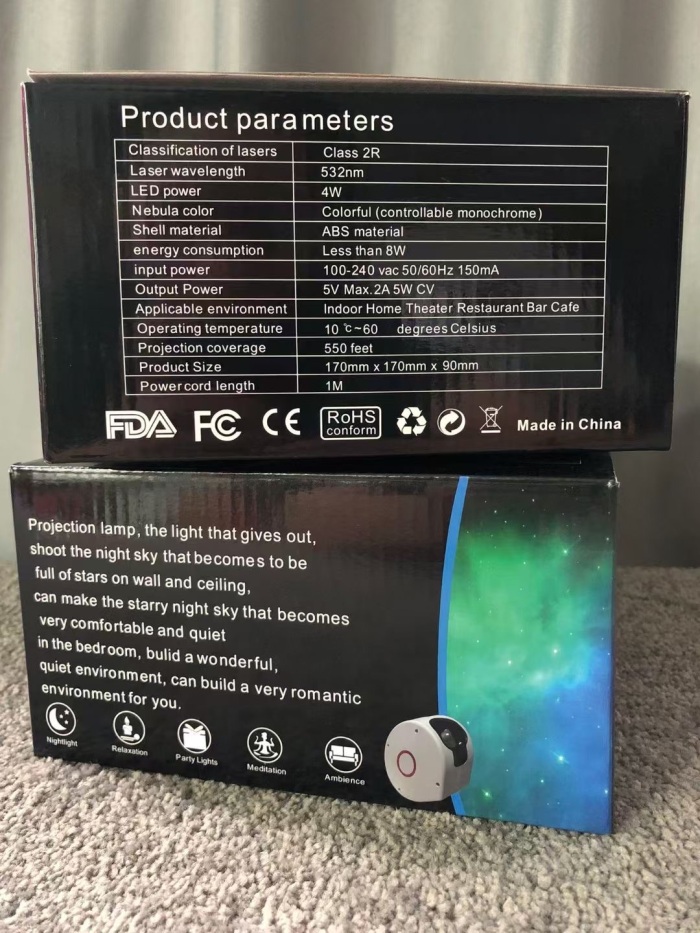 Product parameters
Classification of lasers Class 2R
Laser wavelength 532nm
LED power 4W
Nebula color Colorful (controllable monochrome)
Shell material ABS material
energy consumption Less than 8W
input power 100-240 vac 50/60Hz 150mA
Output Power 5V Max.2A 5W CV
Applicable environment Indoor Home Theater Restaurant Bar Cafe
Operating temperature 10 ℃~60 degrees Celsius
Projection coverage 550 feet
Product Size 170mm x 170mm x 90mm
Power cord length 1M
FDA FC CE RoHS conform Made in China
Projection lamp, the light that gives out,
shoot the night sky that becomes to be
full of stars on wall and ceiling,
can make the starry night sky that becomes
very comfortable and quiet
in the bedroom, bulid a wonderful,
quiet environment, can build a very romantic
environment for you.
Nightlight Relaxation Party Lights Meditation Ambience